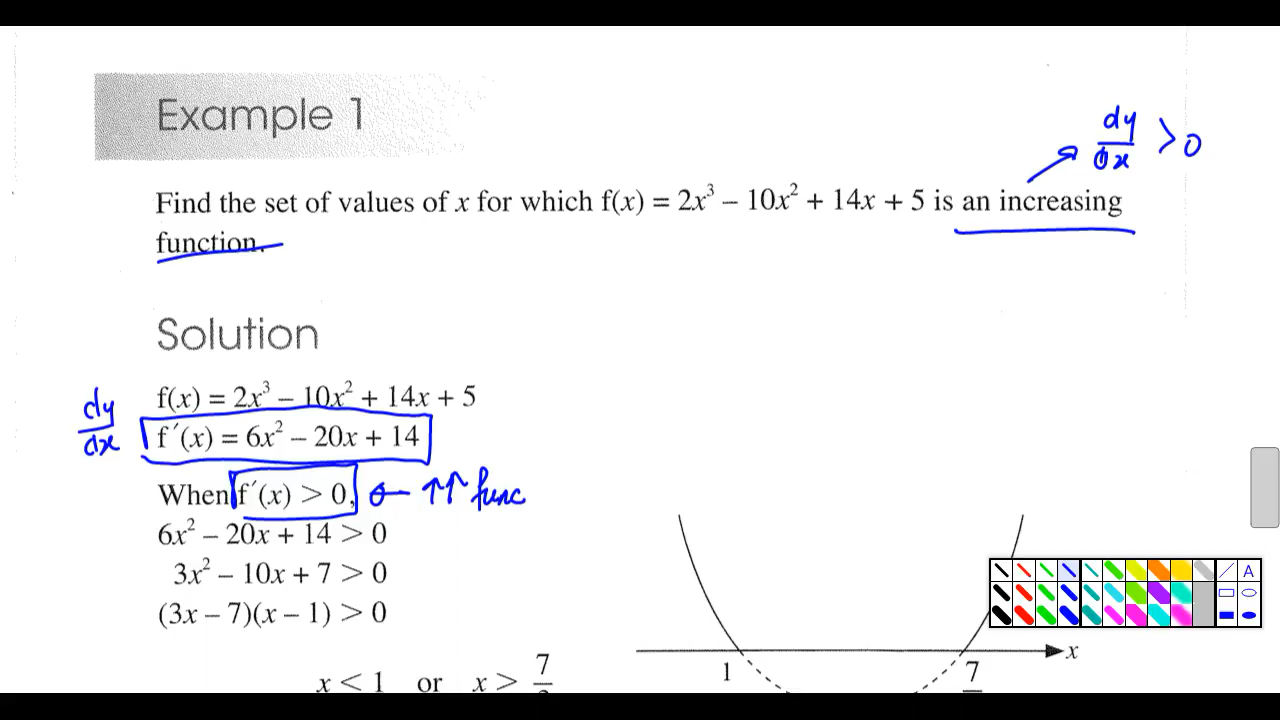 Example 1
dy/dx > 0
Find the set of values of x for which f(x) = 2x³ – 10x² + 14x + 5 is an increasing
function.
Solution
f(x) = 2x³ – 10x² + 14x + 5
dy/dx
f′(x) = 6x² – 20x + 14
When f′(x) > 0, ← ↑↑ func
6x² – 20x + 14 > 0
3x² – 10x + 7 > 0
(3x – 7)(x – 1) > 0
x < 1 or x > 7
1 7 x
A